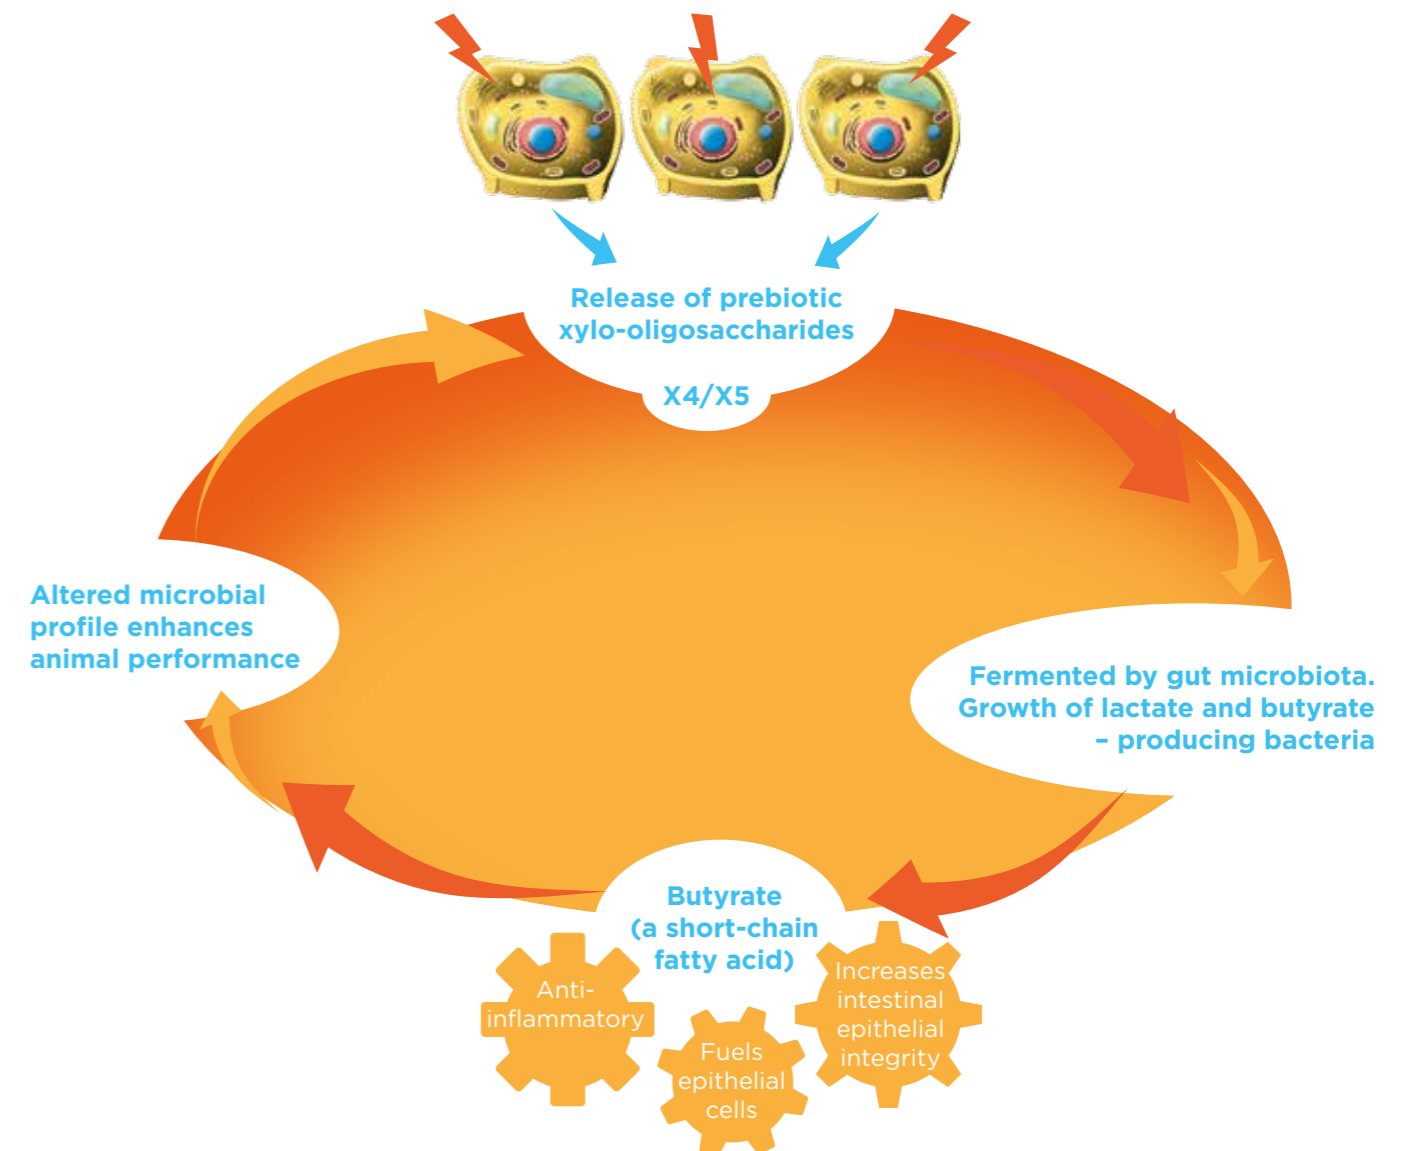 Release of prebiotic
xylo-oligosaccharides
X4/X5
Altered microbial
profile enhances
animal performance
Fermented by gut microbiota.
Growth of lactate and butyrate
– producing bacteria
Butyrate
(a short-chain
fatty acid)
Anti-
inflammatory
Fuels
epithelial
cells
Increases
intestinal
epithelial
integrity